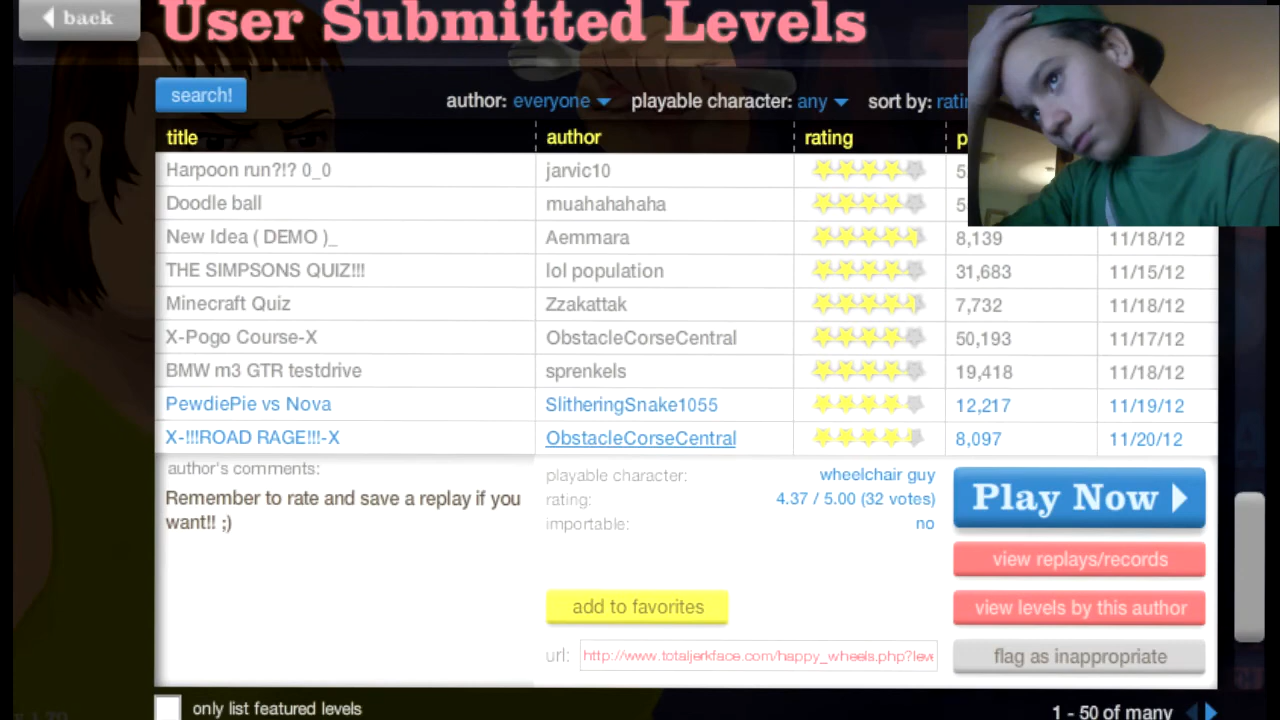 back
User Submitted Levels
search!
author: everyone playable character: any sort by:
title author rating
Harpoon run?!? 0_0 jarvic10
Doodle ball muahahahaha
New Idea ( DEMO )_ Aemmara 8,139 11/18/12
THE SIMPSONS QUIZ!!! lol population 31,683 11/15/12
Minecraft Quiz Zzakattak 7,732 11/18/12
X-Pogo Course-X ObstacleCorseCentral 50,193 11/17/12
BMW m3 GTR testdrive sprenkels 19,418 11/18/12
PewdiePie vs Nova SlitheringSnake1055 12,217 11/19/12
X-!!!ROAD RAGE!!!-X ObstacleCorseCentral 8,097 11/20/12
author's comments:
Remember to rate and save a replay if you
want!! ;)
playable character: wheelchair guy
rating: 4.37 / 5.00 (32 votes)
importable: no
add to favorites
url: http://www.totaljerkface.com/happy_wheels.php?leve
Play Now
view replays/records
view levels by this author
flag as inappropriate
only list featured levels
1 - 50 of many